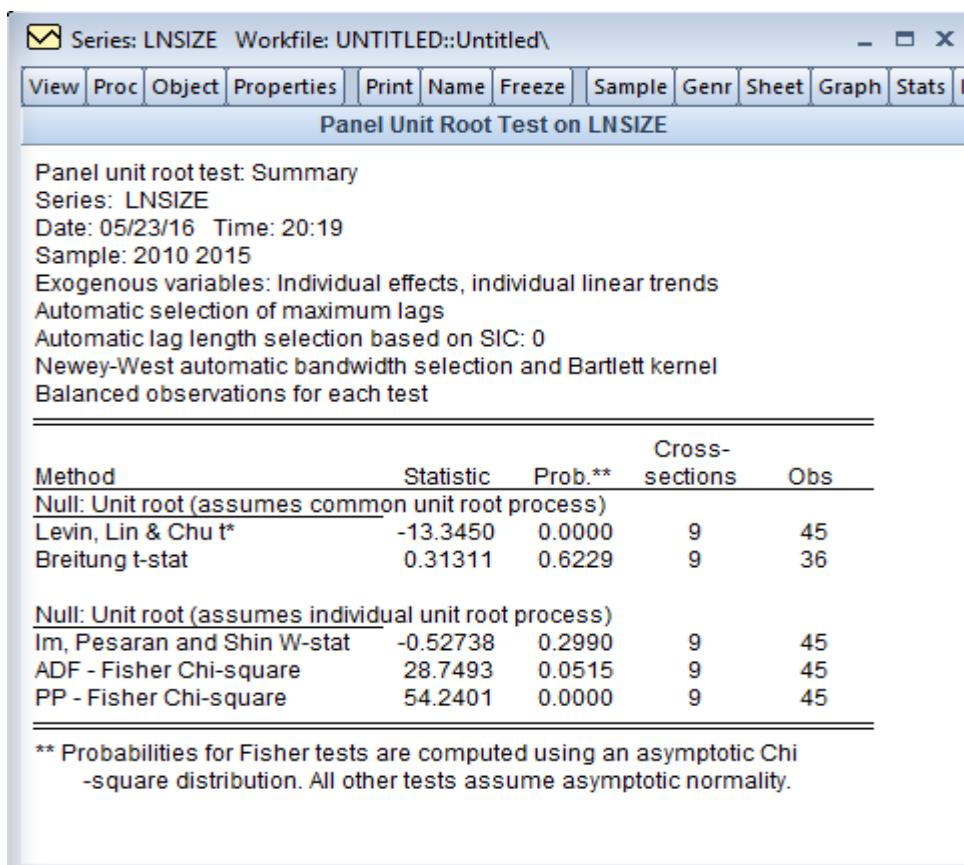 Series: LNSIZE Workfile: UNTITLED::Untitled\
View Proc Object Properties Print Name Freeze Sample Genr Sheet Graph Stats
Panel Unit Root Test on LNSIZE
Panel unit root test: Summary
Series: LNSIZE
Date: 05/23/16 Time: 20:19
Sample: 2010 2015
Exogenous variables: Individual effects, individual linear trends
Automatic selection of maximum lags
Automatic lag length selection based on SIC: 0
Newey-West automatic bandwidth selection and Bartlett kernel
Balanced observations for each test
Cross-
Method Statistic Prob.** sections Obs
Null: Unit root (assumes common unit root process)
Levin, Lin & Chu t* -13.3450 0.0000 9 45
Breitung t-stat 0.31311 0.6229 9 36
Null: Unit root (assumes individual unit root process)
Im, Pesaran and Shin W-stat -0.52738 0.2990 9 45
ADF - Fisher Chi-square 28.7493 0.0515 9 45
PP - Fisher Chi-square 54.2401 0.0000 9 45
** Probabilities for Fisher tests are computed using an asymptotic Chi
-square distribution. All other tests assume asymptotic normality.